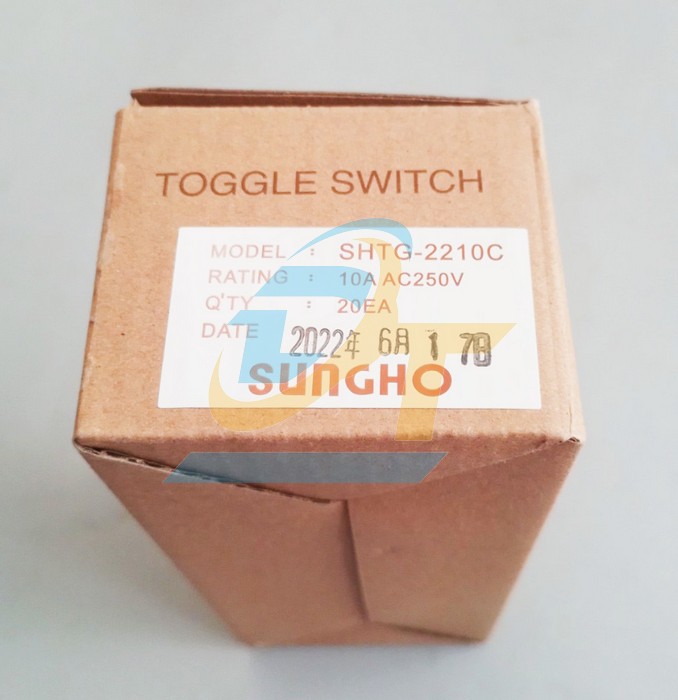 TOGGLE SWITCH
MODEL : SHTG-2210C
RATING : 10A AC250V
Q'TY : 20EA
DATE 2022年 6月 1 7日
SUNGHO